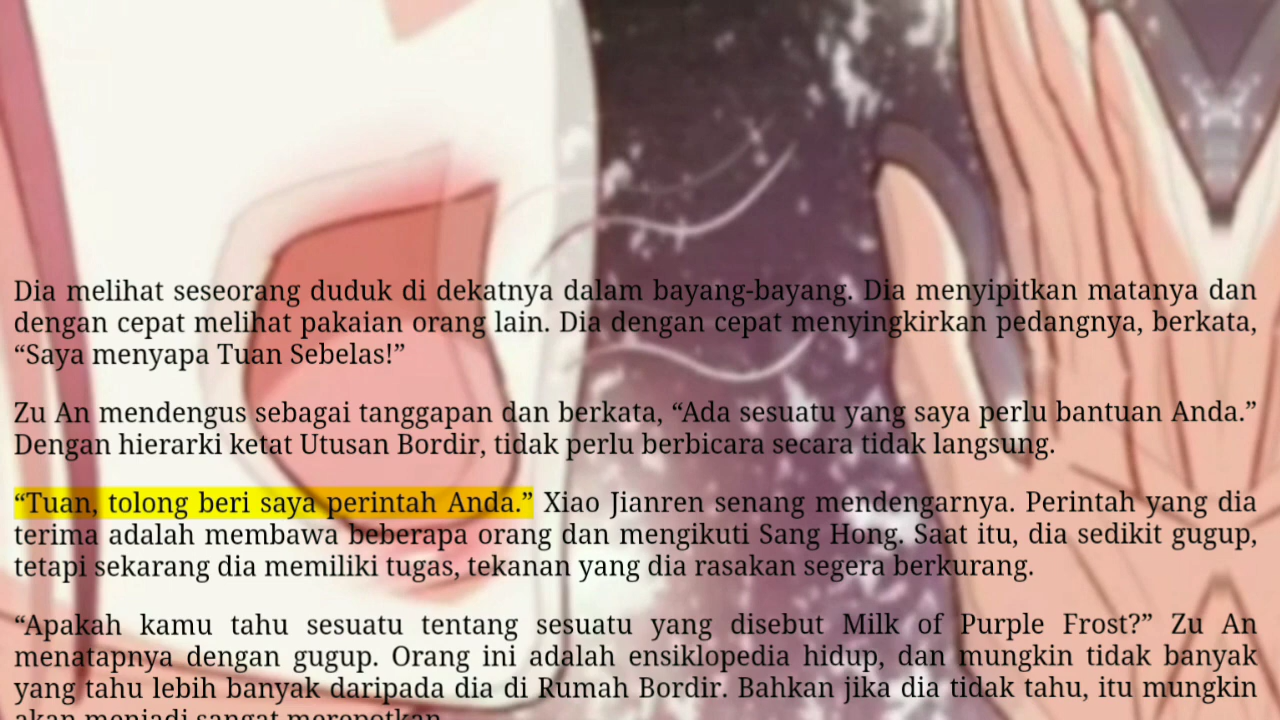 Dia melihat seseorang duduk di dekatnya dalam bayang-bayang. Dia menyipitkan matanya dan
dengan cepat melihat pakaian orang lain. Dia dengan cepat menyingkirkan pedangnya, berkata,
“Saya menyapa Tuan Sebelas!”
Zu An mendengus sebagai tanggapan dan berkata, “Ada sesuatu yang saya perlu bantuan Anda.”
Dengan hierarki ketat Utusan Bordir, tidak perlu berbicara secara tidak langsung.
“Tuan, tolong beri saya perintah Anda.” Xiao Jianren senang mendengarnya. Perintah yang dia
terima adalah membawa beberapa orang dan mengikuti Sang Hong. Saat itu, dia sedikit gugup,
tetapi sekarang dia memiliki tugas, tekanan yang dia rasakan segera berkurang.
“Apakah kamu tahu sesuatu tentang sesuatu yang disebut Milk of Purple Frost?” Zu An
menatapnya dengan gugup. Orang ini adalah ensiklopedia hidup, dan mungkin tidak banyak
yang tahu lebih banyak daripada dia di Rumah Bordir. Bahkan jika dia tidak tahu, itu mungkin
akan menjadi sangat merepotkan.